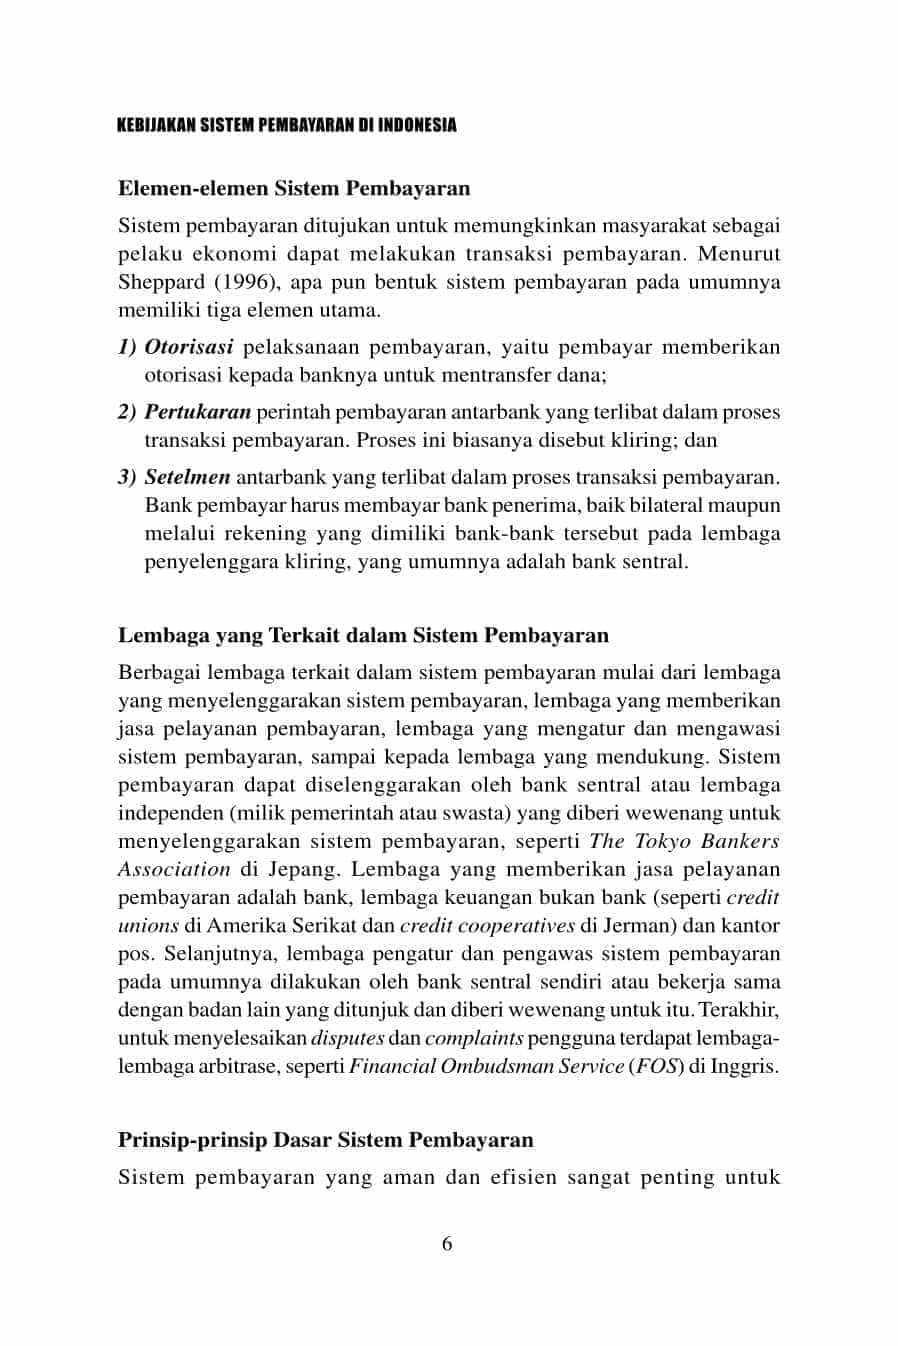 KEBIJAKAN SISTEM PEMBAYARAN DI INDONESIA
Elemen-elemen Sistem Pembayaran
Sistem pembayaran ditujukan untuk memungkinkan masyarakat sebagai
pelaku ekonomi dapat melakukan transaksi pembayaran. Menurut
Sheppard (1996), apa pun bentuk sistem pembayaran pada umumnya
memiliki tiga elemen utama.
1) Otorisasi pelaksanaan pembayaran, yaitu pembayar memberikan
otorisasi kepada banknya untuk mentransfer dana;
2) Pertukaran perintah pembayaran antarbank yang terlibat dalam proses
transaksi pembayaran. Proses ini biasanya disebut kliring; dan
3) Setelmen antarbank yang terlibat dalam proses transaksi pembayaran.
Bank pembayar harus membayar bank penerima, baik bilateral maupun
melalui rekening yang dimiliki bank-bank tersebut pada lembaga
penyelenggara kliring, yang umumnya adalah bank sentral.
Lembaga yang Terkait dalam Sistem Pembayaran
Berbagai lembaga terkait dalam sistem pembayaran mulai dari lembaga
yang menyelenggarakan sistem pembayaran, lembaga yang memberikan
jasa pelayanan pembayaran, lembaga yang mengatur dan mengawasi
sistem pembayaran, sampai kepada lembaga yang mendukung. Sistem
pembayaran dapat diselenggarakan oleh bank sentral atau lembaga
independen (milik pemerintah atau swasta) yang diberi wewenang untuk
menyelenggarakan sistem pembayaran, seperti The Tokyo Bankers
Association di Jepang. Lembaga yang memberikan jasa pelayanan
pembayaran adalah bank, lembaga keuangan bukan bank (seperti credit
unions di Amerika Serikat dan credit cooperatives di Jerman) dan kantor
pos. Selanjutnya, lembaga pengatur dan pengawas sistem pembayaran
pada umumnya dilakukan oleh bank sentral sendiri atau bekerja sama
dengan badan lain yang ditunjuk dan diberi wewenang untuk itu. Terakhir,
untuk menyelesaikan disputes dan complaints pengguna terdapat lembaga-
lembaga arbitrase, seperti Financial Ombudsman Service (FOS) di Inggris.
Prinsip-prinsip Dasar Sistem Pembayaran
Sistem pembayaran yang aman dan efisien sangat penting untuk
6